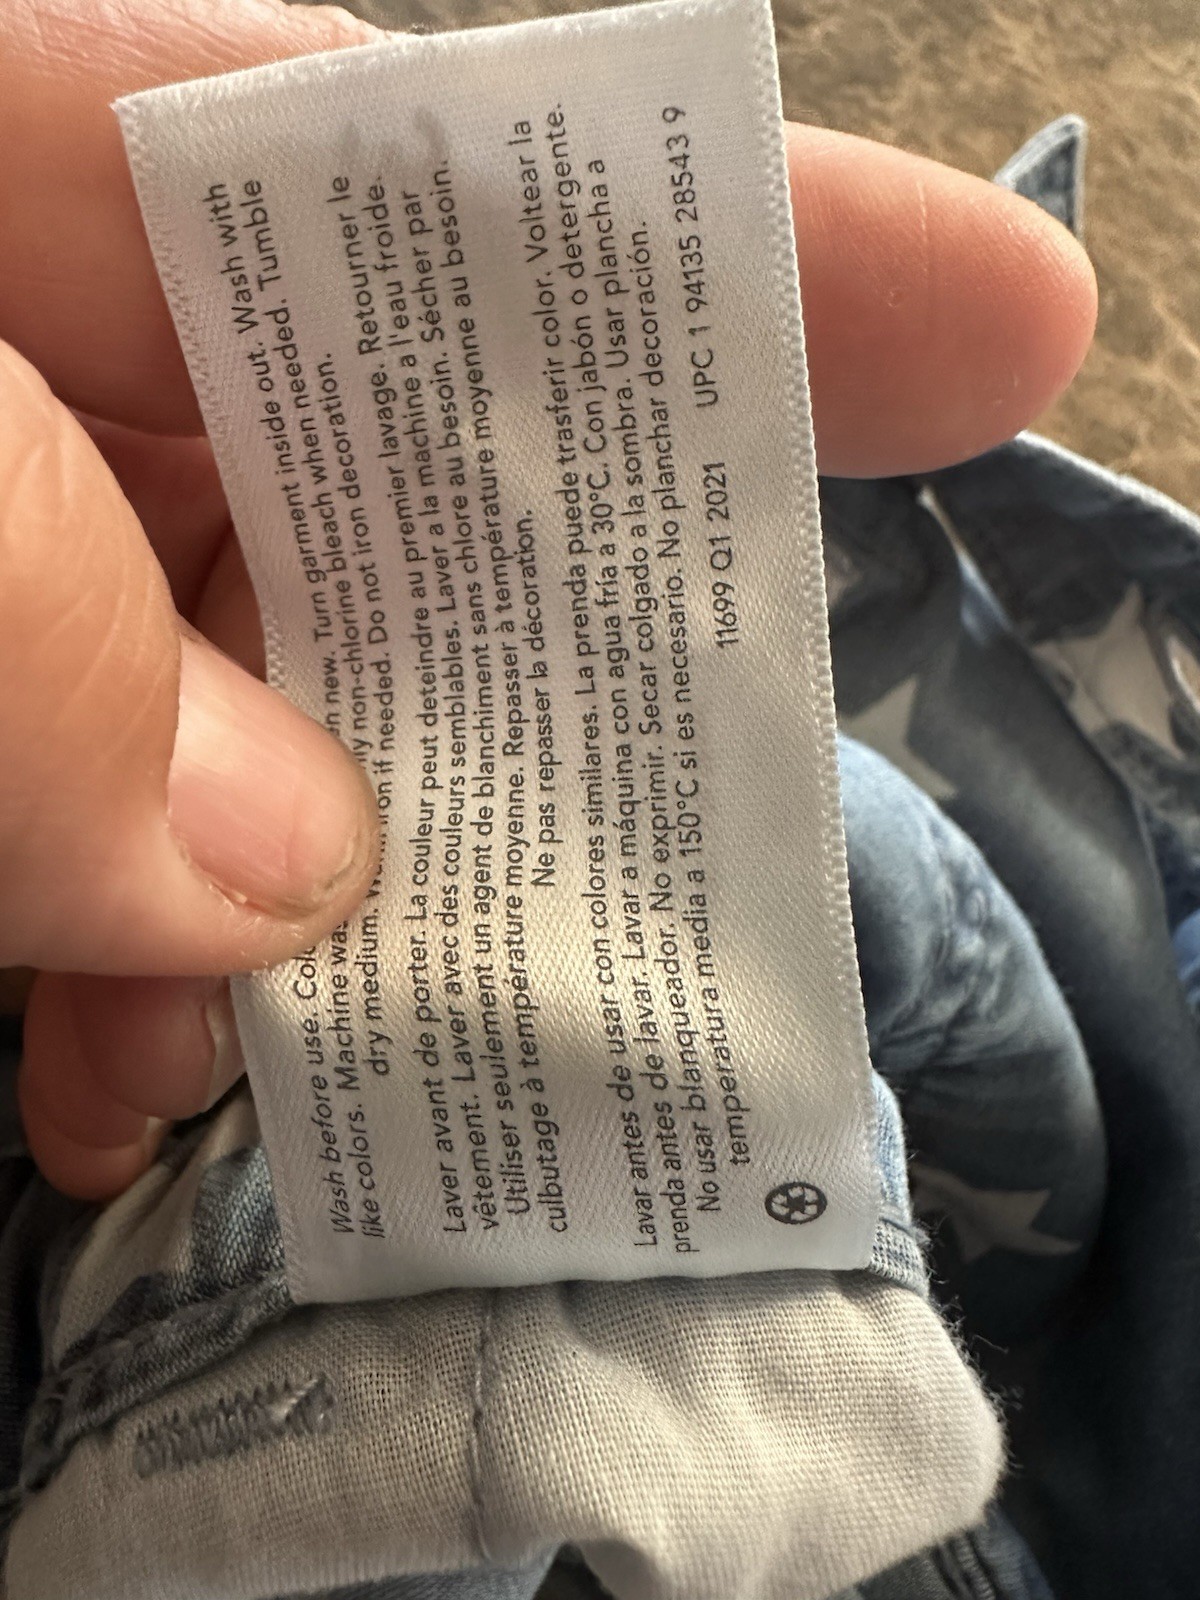 Wash before use. when new. Turn garment inside out. Wash with
like colors. Machine non-chlorine bleach when needed. Tumble
dry medium. if needed. Do not iron decoration.
Laver avant de porter. La couleur peut deteindre au premier lavage. Retourner le
vêtement. Laver avec des couleurs semblables. Laver a la machine a l'eau froide.
Utiliser seulement un agent de blanchiment sans chlore au besoin. Sécher par
culbutage à température moyenne. Repasser à température moyenne au besoin.
Ne pas repasser la décoration.
Lavar antes de usar con colores similares. La prenda puede trasferir color. Voltear la
prenda antes de lavar. Lavar a máquina con agua fría a 30°C. Con jabón o detergente.
No usar blanqueador. No exprimir. Secar colgado a la sombra. Usar plancha a
temperatura media a 150°C si es necesario. No planchar decoración.
11699 Q1 2021 UPC 1 94135 28543 9